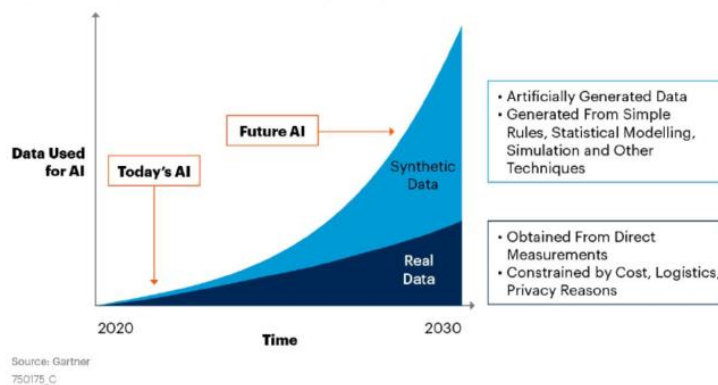 Data Used
for AI
Today's AI
Future AI
Synthetic
Data
Real
Data
2020
2030
Time
• Artificially Generated Data
• Generated From Simple
Rules, Statistical Modelling,
Simulation and Other
Techniques
• Obtained From Direct
Measurements
• Constrained by Cost, Logistics,
Privacy Reasons
Source: Gartner
750175_C